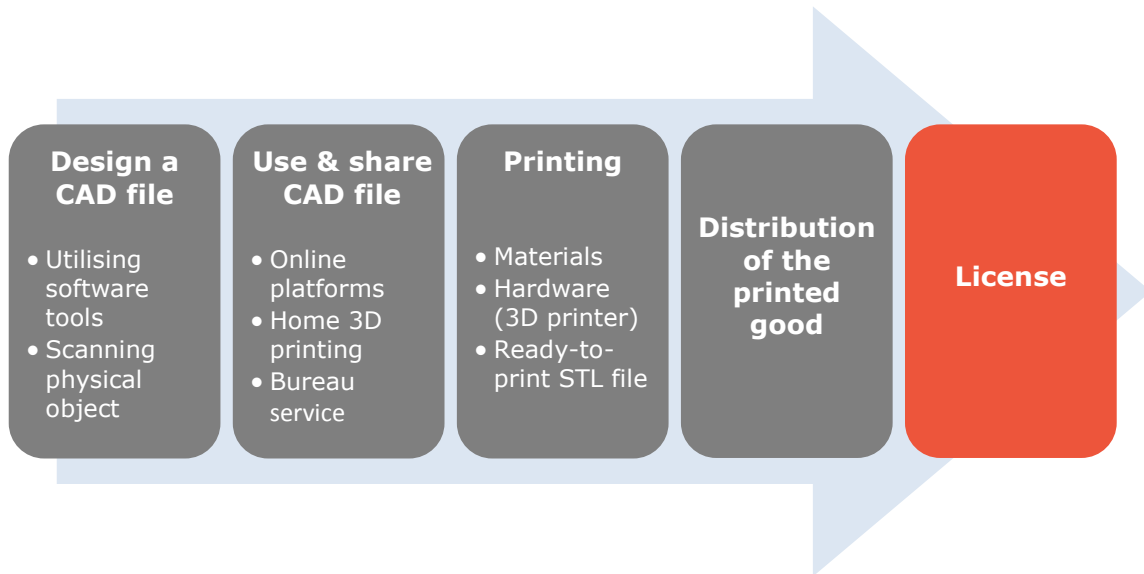 Design a
CAD file
• Utilising
software
tools
• Scanning
physical
object
Use & share
CAD file
• Online
platforms
• Home 3D
printing
• Bureau
service
Printing
• Materials
• Hardware
(3D printer)
• Ready-to-
print STL file
Distribution
of the
printed
good
License